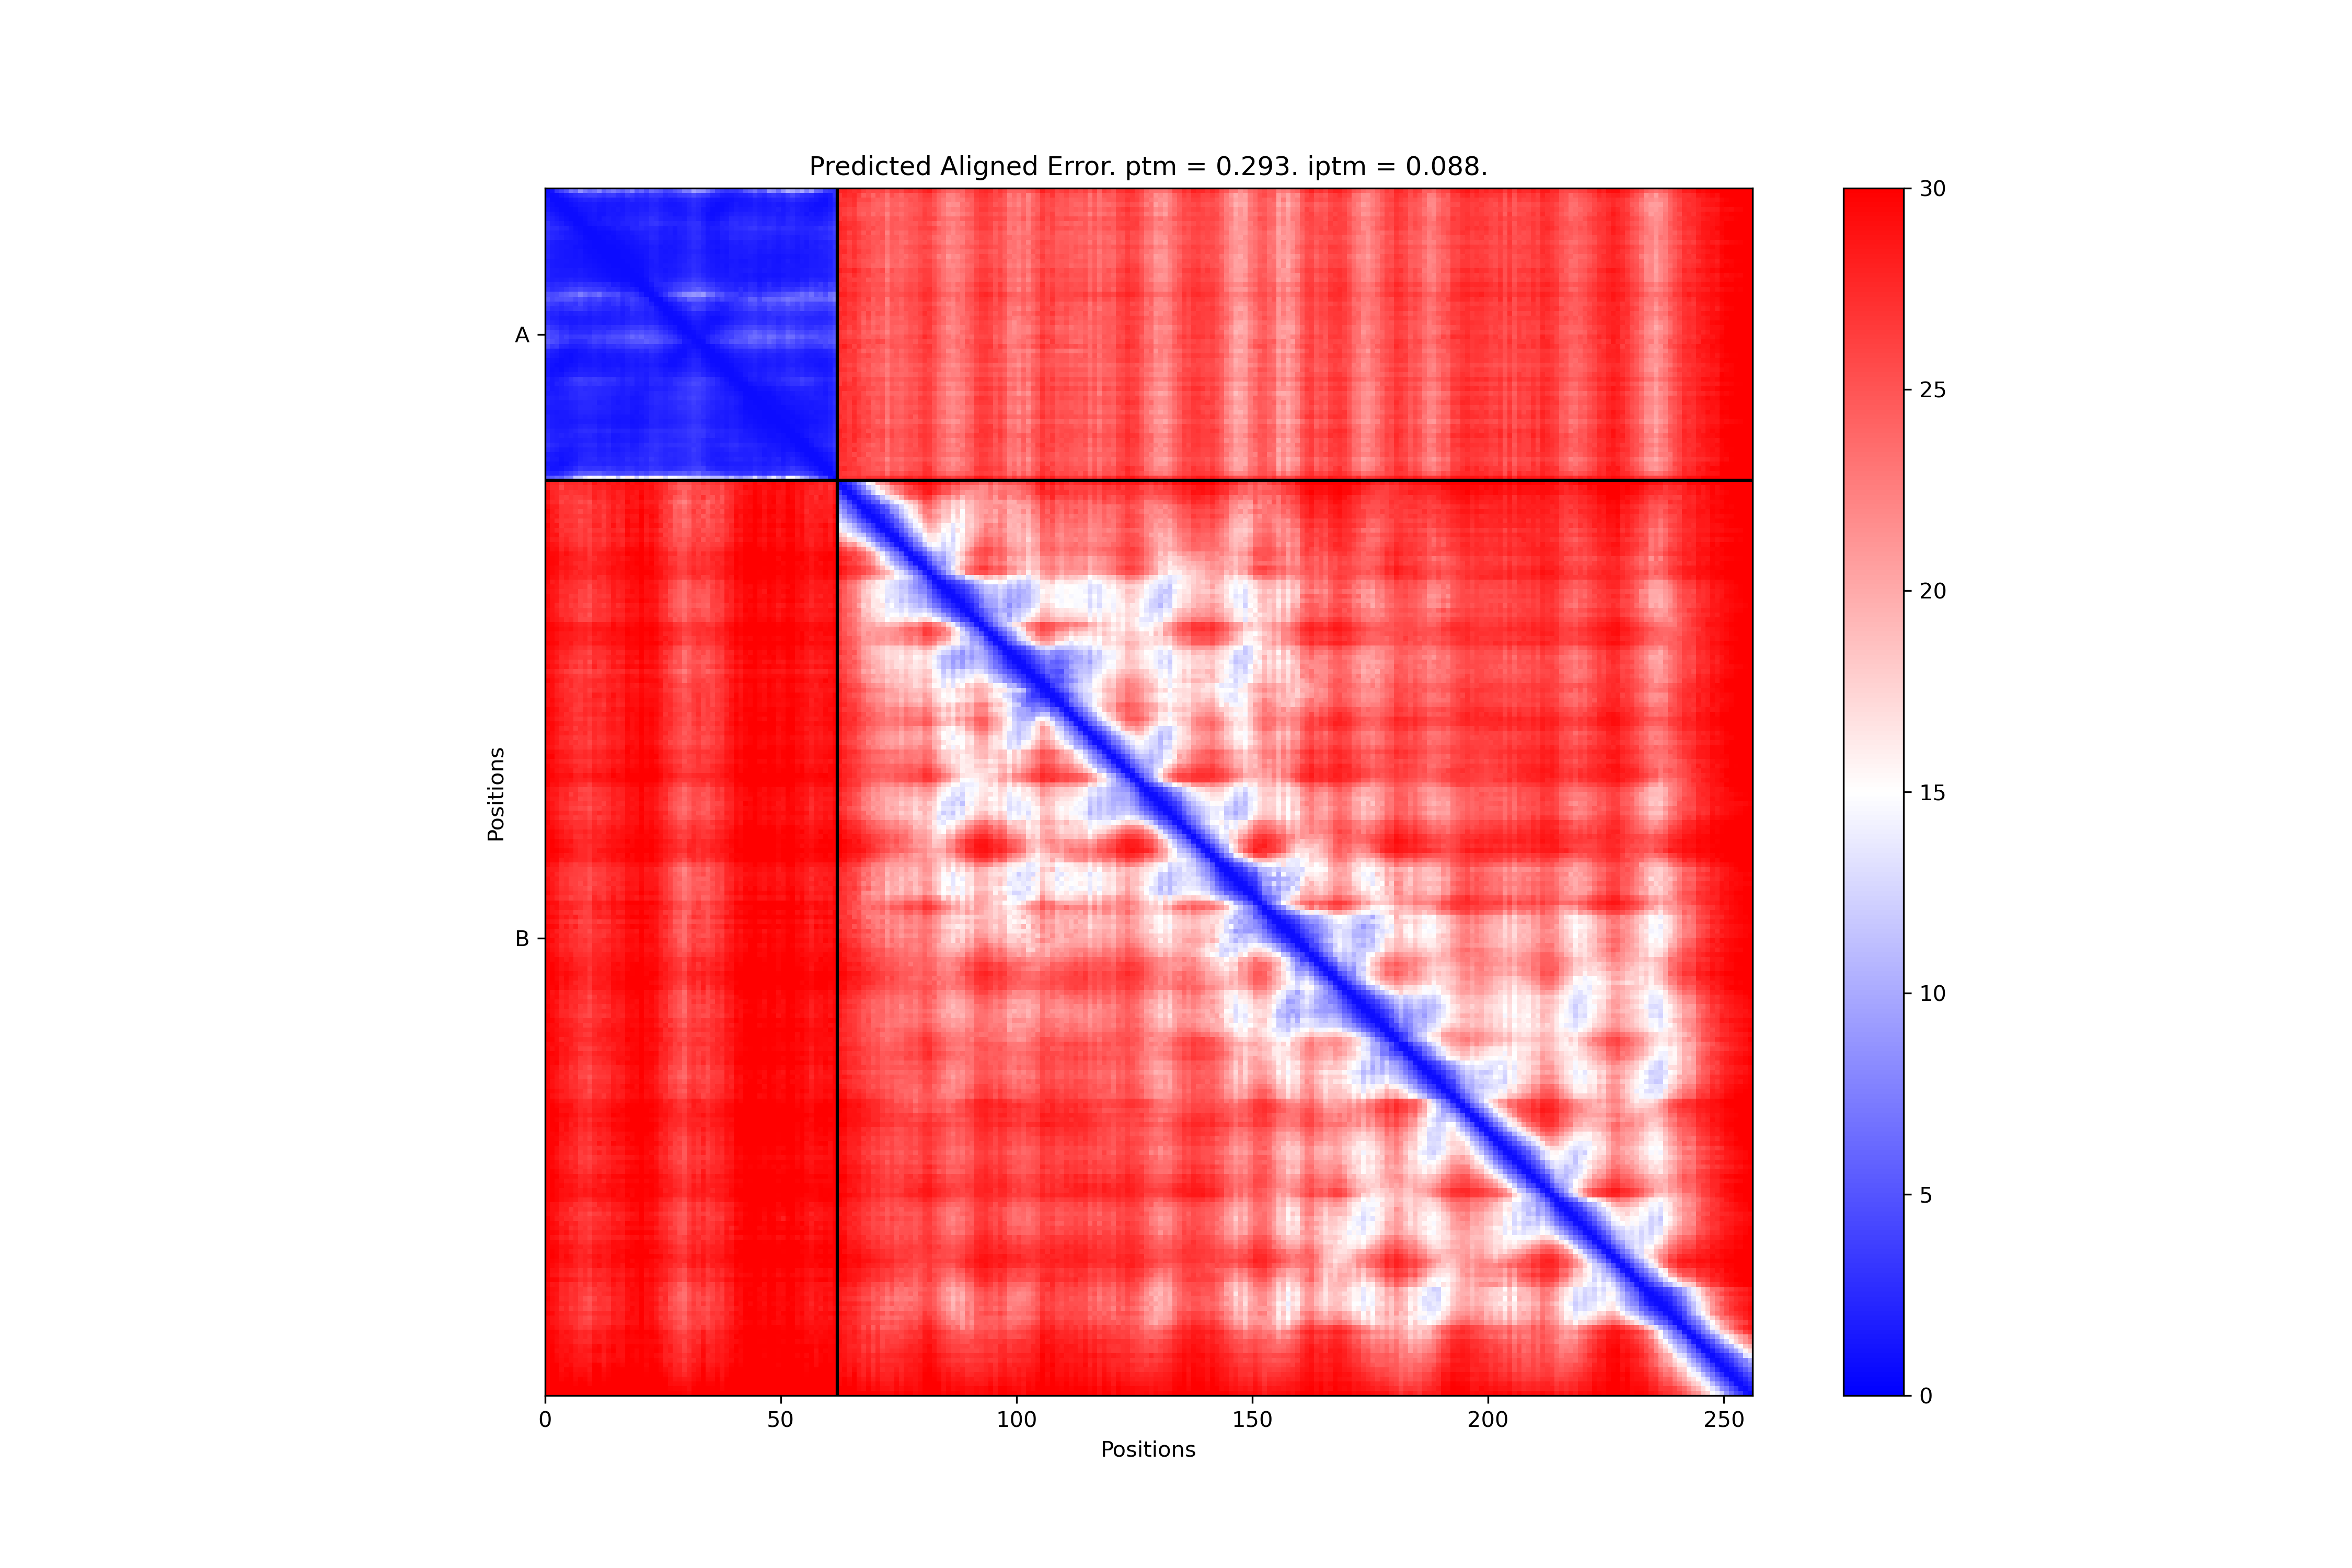 Predicted Aligned Error. ptm = 0.293. iptm = 0.088.
A
B
Positions
0
50
100
150
200
250
Positions
30
25
20
15
10
5
0